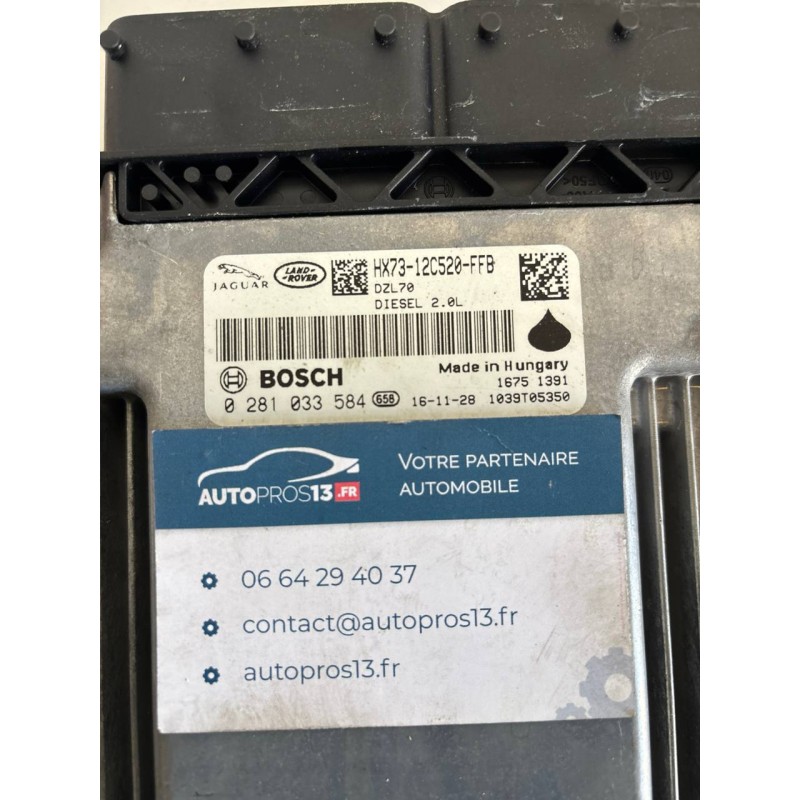 JAGUAR
LAND-
ROVER
HX73-12C520-FFB
DZL70
DIESEL 2.0L
BOSCH
Made in Hungary
1675 1391
0 281 033 584 658 16-11-28 1039T05350
AUTOPROS13.FR
VOTRE PARTENAIRE
AUTOMOBILE
06 64 29 40 37
contact@autopros13.fr
autopros13.fr